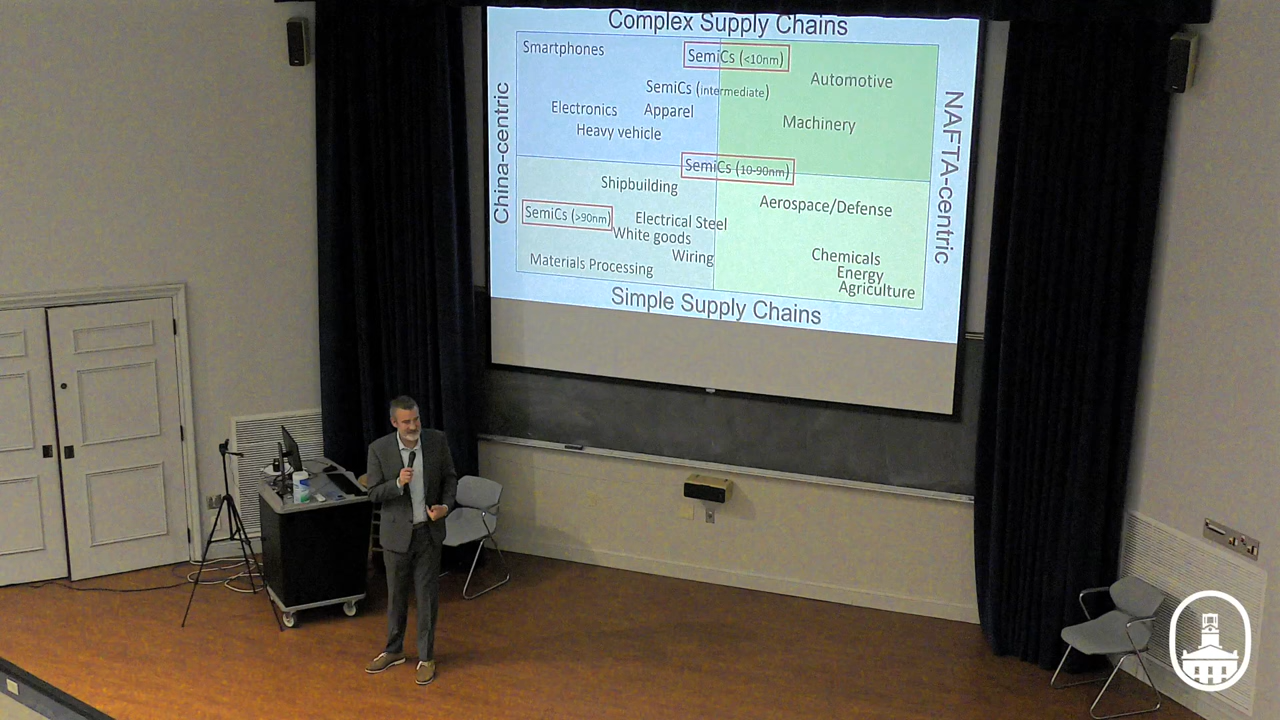 Complex Supply Chains
Smartphones
SemiCs (<10nm)
Automotive
SemiCs (intermediate)
Electronics
Apparel
Machinery
Heavy vehicle
China-centric
NAFTA-centric
SemiCs (10-90nm)
Shipbuilding
Aerospace/Defense
SemiCs (>90nm)
Electrical Steel
White goods
Wiring
Chemicals
Materials Processing
Energy
Agriculture
Simple Supply Chains